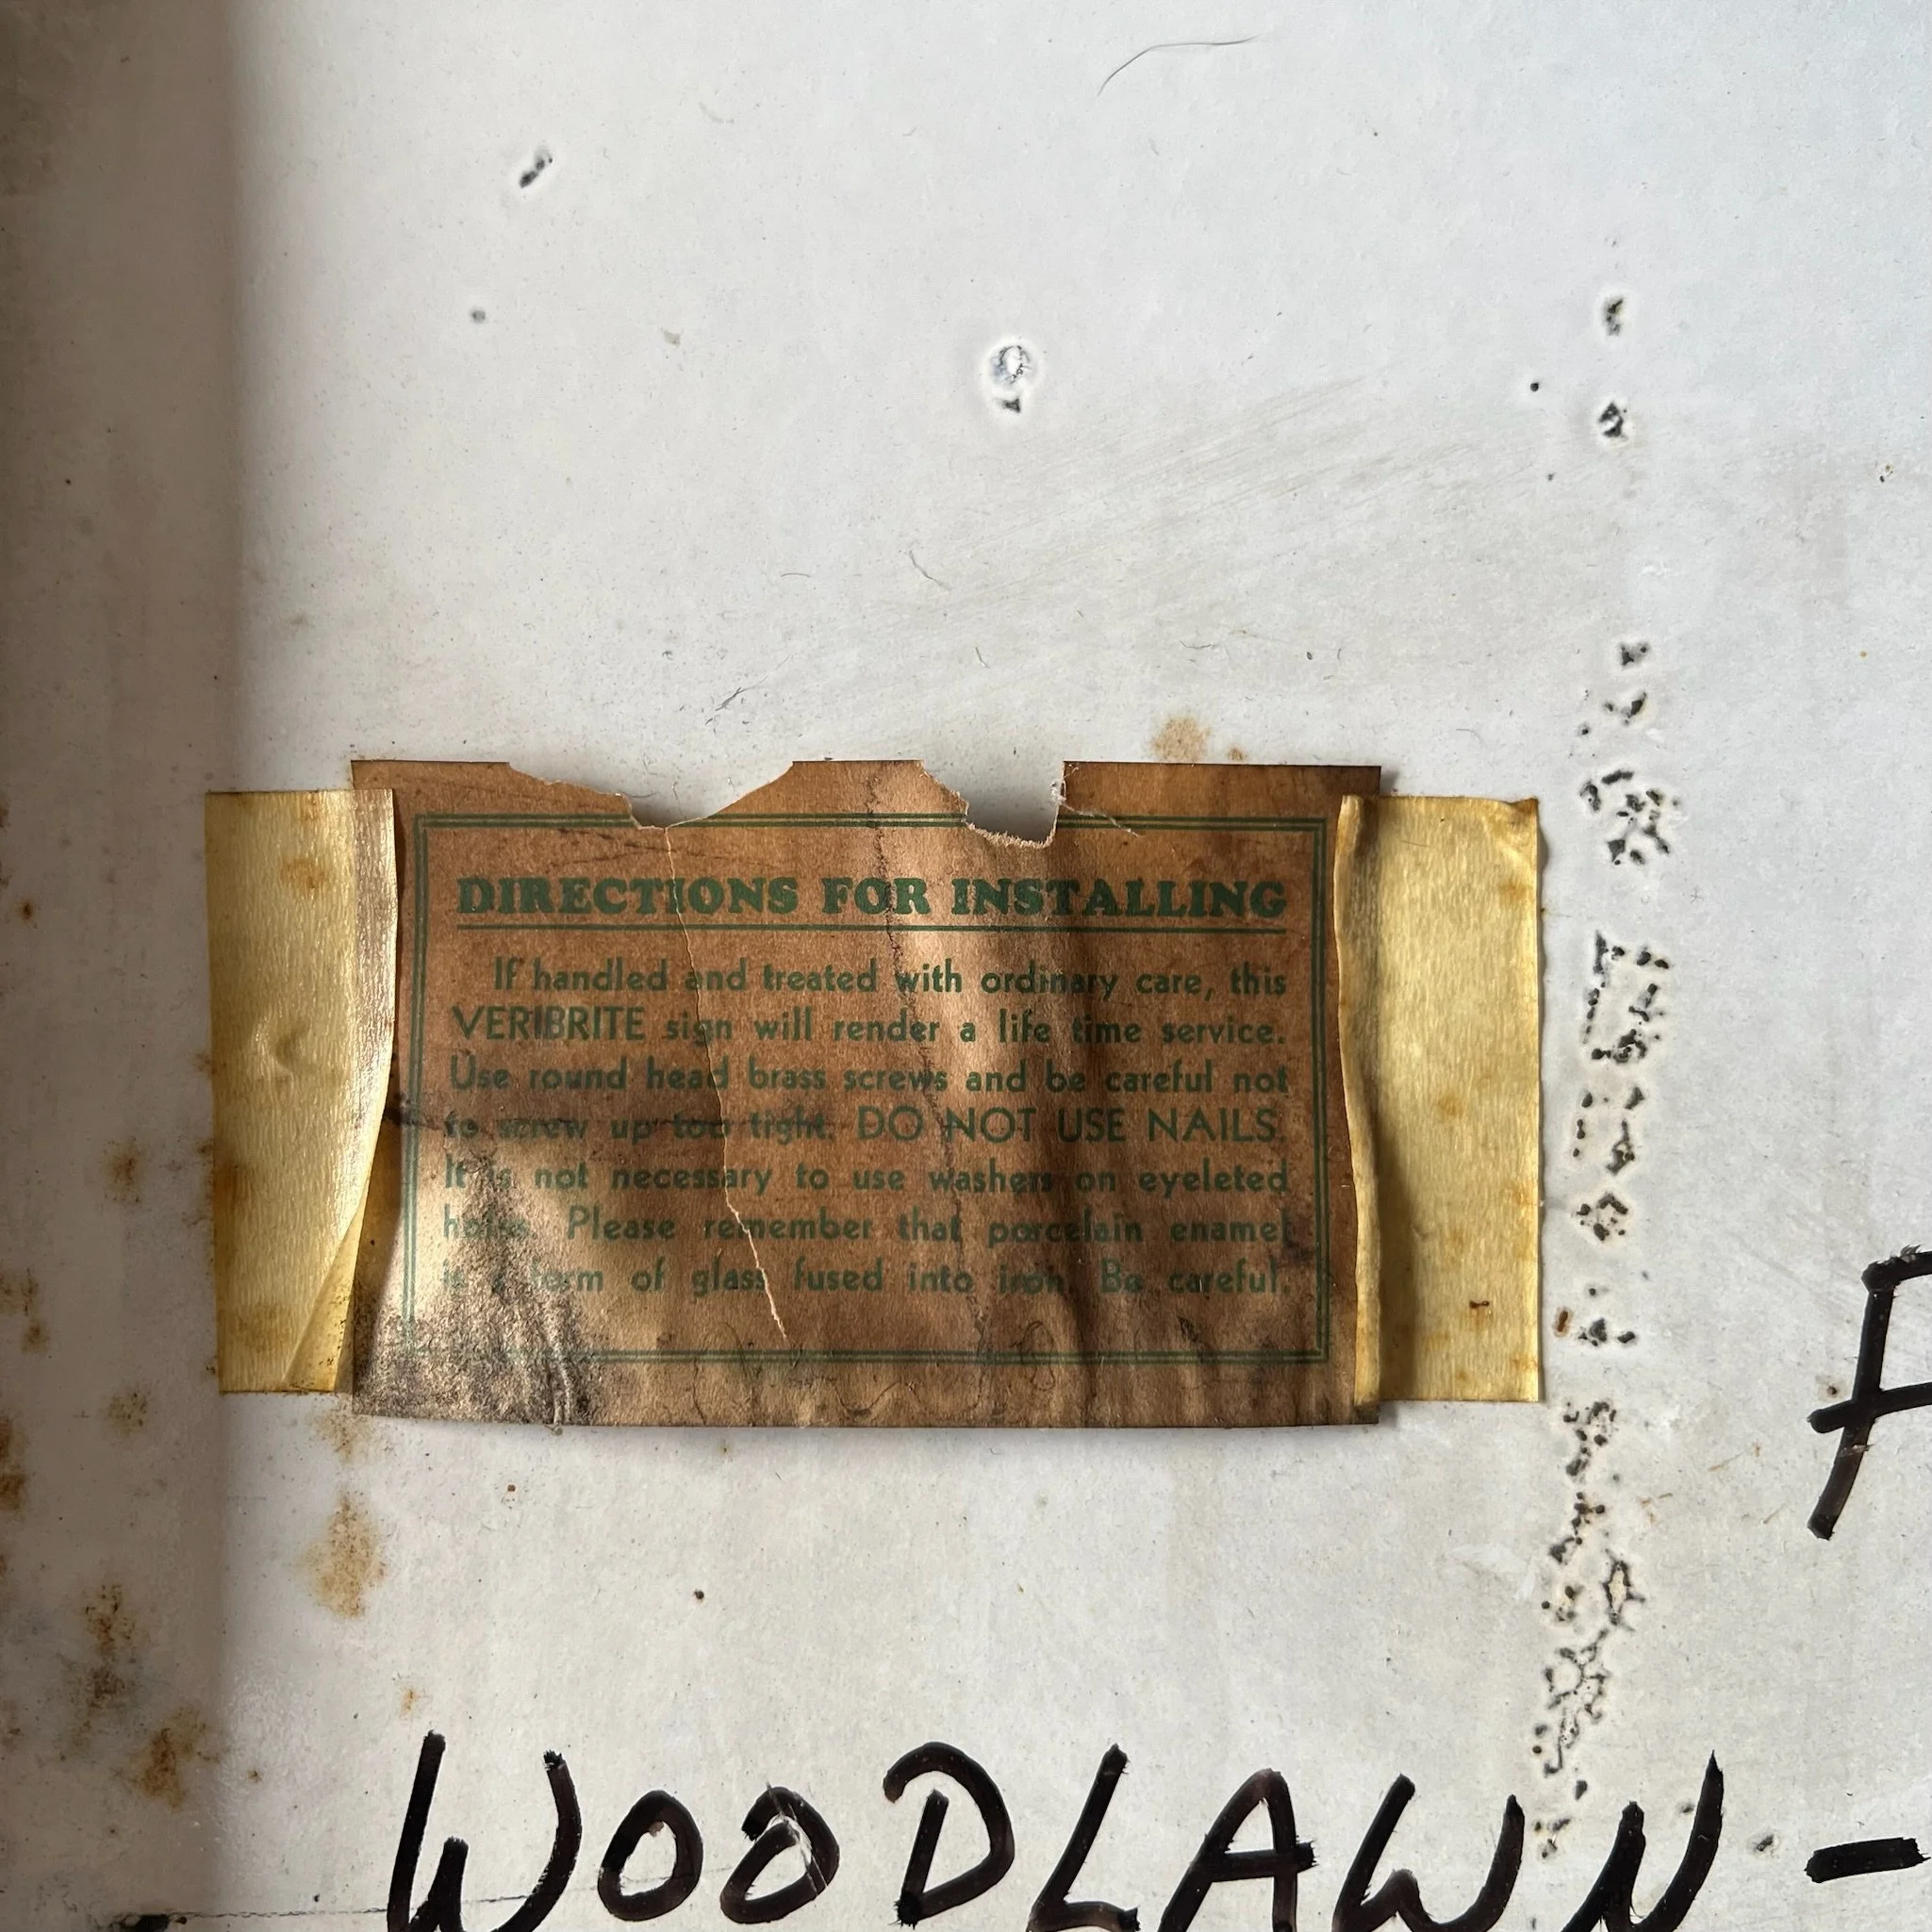 DIRECTIONS FOR INSTALLING
If handled and treated with ordinary care, this
VERIBRITE sign will render a life time service.
Use round head brass screws and be careful not
to screw up too tight. DO NOT USE NAILS.
It is not necessary to use washers on eyeleted
holes. Please remember that porcelain enamel
is a form of glass fused into iron. Be careful.
F
WOODLAWN -